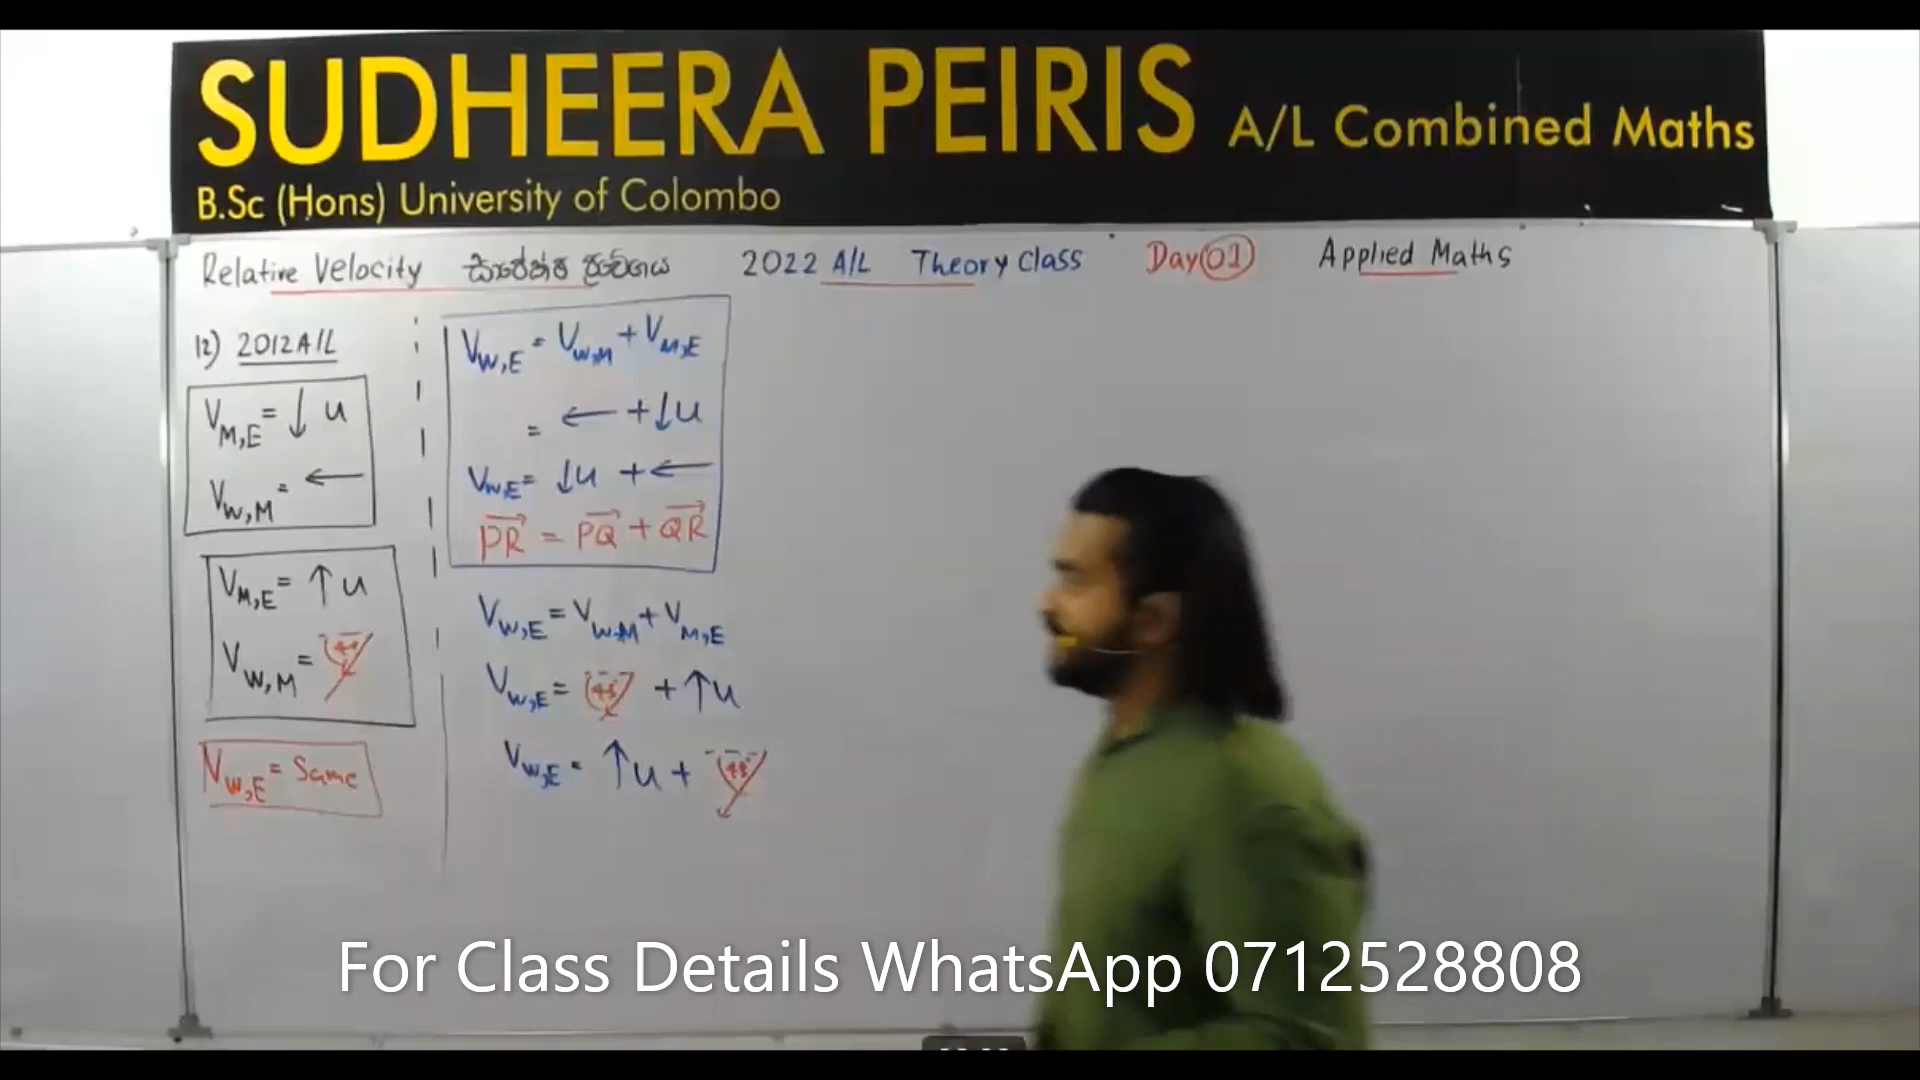 SUDHEERA PEIRIS A/L Combined Maths
B.Sc (Hons) University of Colombo
Relative Velocity සාපේක්ෂ ප්‍රවේගය 2022 A/L Theory class Day 01 Applied Maths
12) 2012 A/L
V_M,E = ↓ u
V_W,M = ←
V_M,E = ↑ u
V_W,M =
V_W,E = Same
V_W,E = V_W,M + V_M,E
= ← + ↓u
V_W,E = ↓u + ←
PR = PQ + QR
V_W,E = V_W,M + V_M,E
V_W,E = 45° + ↑u
V_W,E = ↑u + 45°
For Class Details WhatsApp 0712528808